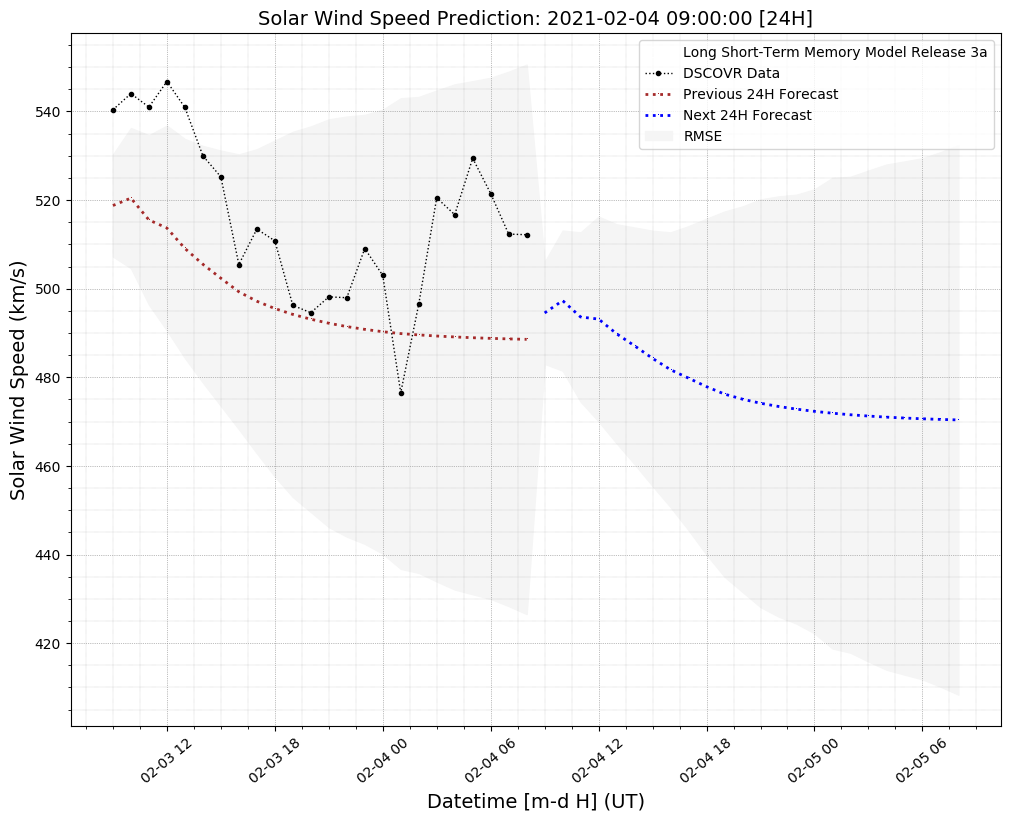 Solar Wind Speed Prediction: 2021-02-04 09:00:00 [24H]
Long Short-Term Memory Model Release 3a
DSCOVR Data
Previous 24H Forecast
Next 24H Forecast
RMSE
Solar Wind Speed (km/s)
540
520
500
480
460
440
420
02-03 12
02-03 18
02-04 00
02-04 06
02-04 12
02-04 18
02-05 00
02-05 06
Datetime [m-d H] (UT)